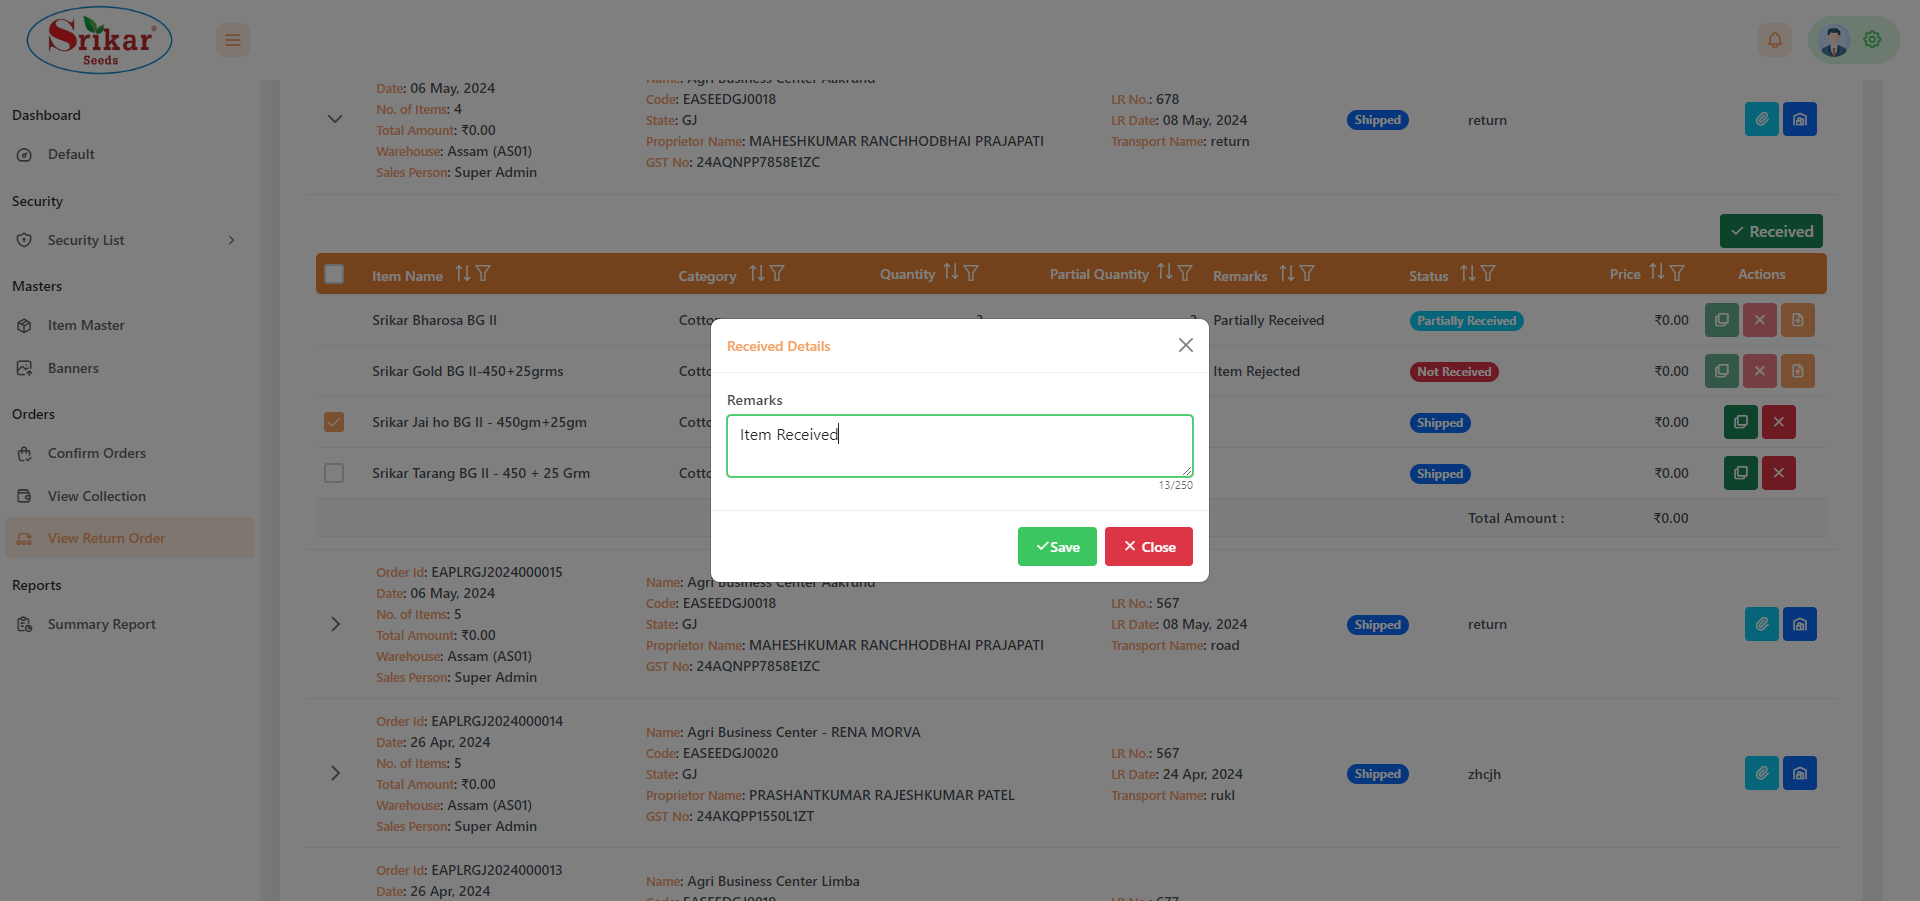 Srikar
Seeds
Dashboard
Default
Security
Security List
Masters
Item Master
Banners
Orders
Confirm Orders
View Collection
View Return Order
Reports
Summary Report
Date: 06 May, 2024
No. of Items: 4
Total Amount: ₹0.00
Warehouse: Assam (AS01)
Sales Person: Super Admin
Name: Agri Business Center Aakrund
Code: EASEEDGJ0018
State: GJ
Proprietor Name: MAHESHKUMAR RANCHHODBHAI PRAJAPATI
GST No: 24AQNPP7858E1ZC
LR No.: 678
LR Date: 08 May, 2024
Transport Name: return
Shipped
return
Received
Item Name Category Quantity Partial Quantity Remarks Status Price Actions
Srikar Bharosa BG II Partially Received Partially Received ₹0.00
Srikar Gold BG II-450+25grms Item Rejected Not Received ₹0.00
Srikar Jai ho BG II - 450gm+25gm Shipped ₹0.00
Srikar Tarang BG II - 450 + 25 Grm Shipped ₹0.00
Total Amount : ₹0.00
Received Details
Remarks
Item Received
13/250
Save
Close
Order Id: EAPLRGJ2024000015
Date: 06 May, 2024
No. of Items: 5
Total Amount: ₹0.00
Warehouse: Assam (AS01)
Sales Person: Super Admin
Name: Agri Business Center Aakrund
Code: EASEEDGJ0018
State: GJ
Proprietor Name: MAHESHKUMAR RANCHHODBHAI PRAJAPATI
GST No: 24AQNPP7858E1ZC
LR No.: 567
LR Date: 08 May, 2024
Transport Name: road
Shipped
return
Order Id: EAPLRGJ2024000014
Date: 26 Apr, 2024
No. of Items: 5
Total Amount: ₹0.00
Warehouse: Assam (AS01)
Sales Person: Super Admin
Name: Agri Business Center - RENA MORVA
Code: EASEEDGJ0020
State: GJ
Proprietor Name: PRASHANTKUMAR RAJESHKUMAR PATEL
GST No: 24AKQPP1550L1ZT
LR No.: 567
LR Date: 24 Apr, 2024
Transport Name: rukl
Shipped
zhcjh
Order Id: EAPLRGJ2024000013
Date: 26 Apr, 2024
Name: Agri Business Center Limba